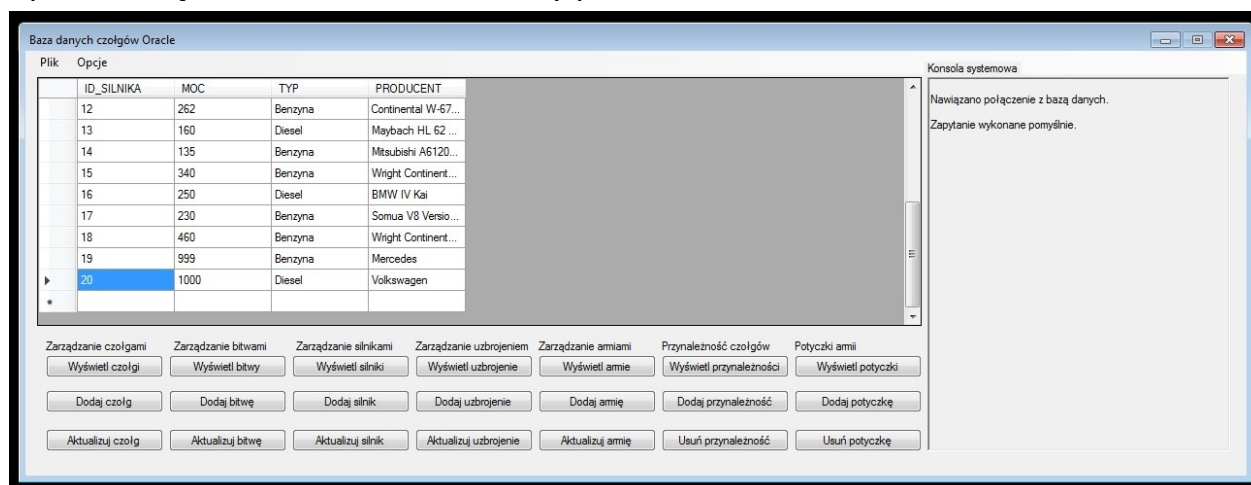 Baza danych czołgów Oracle
Plik Opcje
Konsola systemowa
ID_SILNIKA MOC TYP PRODUCENT
Nawiązano połączenie z bazą danych.
12 262 Benzyna Continental W-67...
Zapytanie wykonane pomyślnie.
13 160 Diesel Maybach HL 62 ...
14 135 Benzyna Mitsubishi A6120...
15 340 Benzyna Wright Continent...
16 250 Diesel BMW IV Kai
17 230 Benzyna Somua V8 Versio...
18 460 Benzyna Wright Continent...
19 999 Benzyna Mercedes
20 1000 Diesel Volkswagen
Zarządzanie czołgami Zarządzanie bitwami Zarządzanie silnikami Zarządzanie uzbrojeniem Zarządzanie armiami Przynależność czołgów Potyczki armii
Wyświetl czołgi Wyświetl bitwy Wyświetl silniki Wyświetl uzbrojenie Wyświetl armie Wyświetl przynależności Wyświetl potyczki
Dodaj czołg Dodaj bitwę Dodaj silnik Dodaj uzbrojenie Dodaj armię Dodaj przynależność Dodaj potyczkę
Aktualizuj czołg Aktualizuj bitwę Aktualizuj silnik Aktualizuj uzbrojenie Aktualizuj armię Usuń przynależność Usuń potyczkę